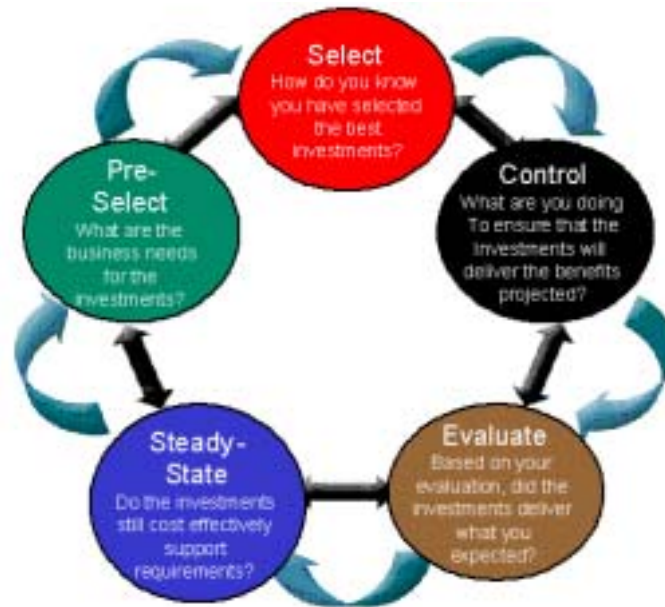 Select
How do you know
you have selected
the best
investments?
Control
What are you doing
To ensure that the
Investments will
deliver the benefits
projected?
Evaluate
Based on your
evaluation, did the
investments deliver
what you
expected?
Steady-
State
Do the investments
still cost effectively
support
requirements?
Pre-
Select
What are the
business needs
for the
investments?